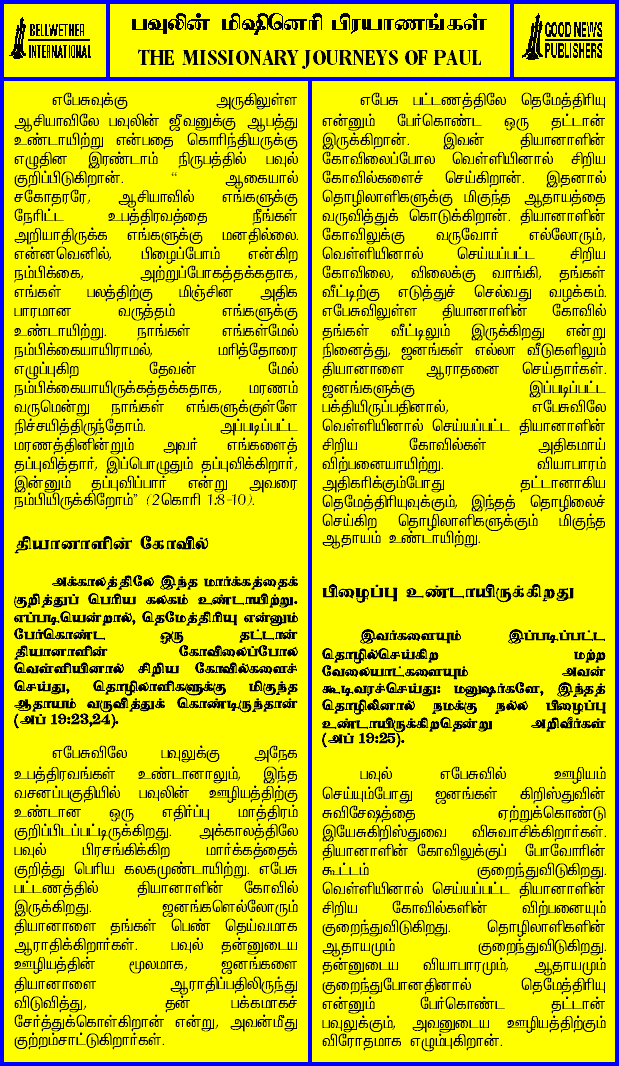 BELLWETHER
INTERNATIONAL
பவுலின் மிஷினெரி பிரயாணங்கள்
THE MISSIONARY JOURNEYS OF PAUL
GOOD NEWS
PUBLISHERS
எபேசுவுக்கு அருகிலுள்ள
ஆசியாவிலே பவுலின் ஜீவனுக்கு ஆபத்து
உண்டாயிற்று என்பதை கொரிந்தியருக்கு
எழுதின இரண்டாம் நிருபத்தில் பவுல்
குறிப்பிடுகிறான். “ ஆகையால்
சகோதரரே, ஆசியாவில் எங்களுக்கு
நேரிட்ட உபத்திரவத்தை நீங்கள்
அறியாதிருக்க எங்களுக்கு மனதில்லை.
என்னவெனில், பிழைப்போம் என்கிற
நம்பிக்கை, அற்றுப்போகத்தக்கதாக,
எங்கள் பலத்திற்கு மிஞ்சின அதிக
பாரமான வருத்தம் எங்களுக்கு
உண்டாயிற்று. நாங்கள் எங்கள்மேல்
நம்பிக்கையாயிராமல், மரித்தோரை
எழுப்புகிற தேவன் மேல்
நம்பிக்கையாயிருக்கத்தக்கதாக, மரணம்
வருமென்று நாங்கள் எங்களுக்குள்ளே
நிச்சயித்திருந்தோம். அப்படிப்பட்ட
மரணத்தினின்றும் அவர் எங்களைத்
தப்புவித்தார், இப்பொழுதும் தப்புவிக்கிறார்,
இன்னும் தப்புவிப்பார் என்று அவரை
நம்பியிருக்கிறோம்” (2கொரி 1:8-10).
தியானாளின் கோவில்
அக்காலத்திலே இந்த மார்க்கத்தைக்
குறித்துப் பெரிய கலகம் உண்டாயிற்று.
எப்படியென்றால், தெமேத்திரியு என்னும்
பேர்கொண்ட ஒரு தட்டான்
தியானாளின் கோவிலைப்போல
வெள்ளியினால் சிறிய கோவில்களைச்
செய்து, தொழிலாளிகளுக்கு மிகுந்த
ஆதாயம் வருவித்துக் கொண்டிருந்தான்
(அப் 19:23,24).
எபேசுவிலே பவுலுக்கு அநேக
உபத்திரவங்கள் உண்டானாலும், இந்த
வசனப்பகுதியில் பவுலின் ஊழியத்திற்கு
உண்டான ஒரு எதிர்ப்பு மாத்திரம்
குறிப்பிடப்பட்டிருக்கிறது. அக்காலத்திலே
பவுல் பிரசங்கிக்கிற மார்க்கத்தைக்
குறித்து பெரிய கலகமுண்டாயிற்று. எபேசு
பட்டணத்தில் தியானாளின் கோவில்
இருக்கிறது. ஜனங்களெல்லோரும்
தியானாளை தங்கள் பெண் தெய்வமாக
ஆராதிக்கிறார்கள். பவுல் தன்னுடைய
ஊழியத்தின் மூலமாக, ஜனங்களை
தியானாளை ஆராதிப்பதிலிருந்து
விடுவித்து, தன் பக்கமாகச்
சேர்த்துக்கொள்கிறான் என்று, அவன்மீது
குற்றம்சாட்டுகிறார்கள்.
எபேசு பட்டணத்திலே தெமேத்திரியு
என்னும் பேர்கொண்ட ஒரு தட்டான்
இருக்கிறான். இவன் தியானாளின்
கோவிலைப்போல வெள்ளியினால் சிறிய
கோவில்களைச் செய்கிறான். இதனால்
தொழிலாளிகளுக்கு மிகுந்த ஆதாயத்தை
வருவித்துக் கொடுக்கிறான். தியானாளின்
கோவிலுக்கு வருவோர் எல்லோரும்,
வெள்ளியினால் செய்யப்பட்ட சிறிய
கோவிலை, விலைக்கு வாங்கி, தங்கள்
வீட்டிற்கு எடுத்துச் செல்வது வழக்கம்.
எபேசுவிலுள்ள தியானாளின் கோவில்
தங்கள் வீட்டிலும் இருக்கிறது என்று
நினைத்து, ஜனங்கள் எல்லா வீடுகளிலும்
தியானாளை ஆராதனை செய்தார்கள்.
ஜனங்களுக்கு இப்படிப்பட்ட
பக்தியிருப்பதினால், எபேசுவிலே
வெள்ளியினால் செய்யப்பட்ட தியானாளின்
சிறிய கோவில்கள் அதிகமாய்
விற்பனையாயிற்று. வியாபாரம்
அதிகரிக்கும்போது தட்டானாகிய
தெமேத்திரியுவுக்கும், இந்தத் தொழிலைச்
செய்கிற தொழிலாளிகளுக்கும் மிகுந்த
ஆதாயம் உண்டாயிற்று.
பிழைப்பு உண்டாயிருக்கிறது
இவர்களையும் இப்படிப்பட்ட
தொழில்செய்கிற மற்ற
வேலையாட்களையும் அவன்
கூடிவரச்செய்து: மனுஷர்களே, இந்தத்
தொழிலினால் நமக்கு நல்ல பிழைப்பு
உண்டாயிருக்கிறதென்று அறிவீர்கள்
(அப் 19:25).
பவுல் எபேசுவில் ஊழியம்
செய்யும்போது ஜனங்கள் கிறிஸ்துவின்
சுவிசேஷத்தை ஏற்றுக்கொண்டு
இயேசுகிறிஸ்துவை விசுவாசிக்கிறார்கள்.
தியானாளின் கோவிலுக்குப் போவோரின்
கூட்டம் குறைந்துவிடுகிறது.
வெள்ளியினால் செய்யப்பட்ட தியானாளின்
சிறிய கோவில்களின் விற்பனையும்
குறைந்துவிடுகிறது. தொழிலாளிகளின்
ஆதாயமும் குறைந்துவிடுகிறது.
தன்னுடைய வியாபாரமும், ஆதாயமும்
குறைந்துபோனதினால் தெமேத்திரியு
என்னும் பேர்கொண்ட தட்டான்
பவுலுக்கும், அவனுடைய ஊழியத்திற்கும்
விரோதமாக எழும்புகிறான்.